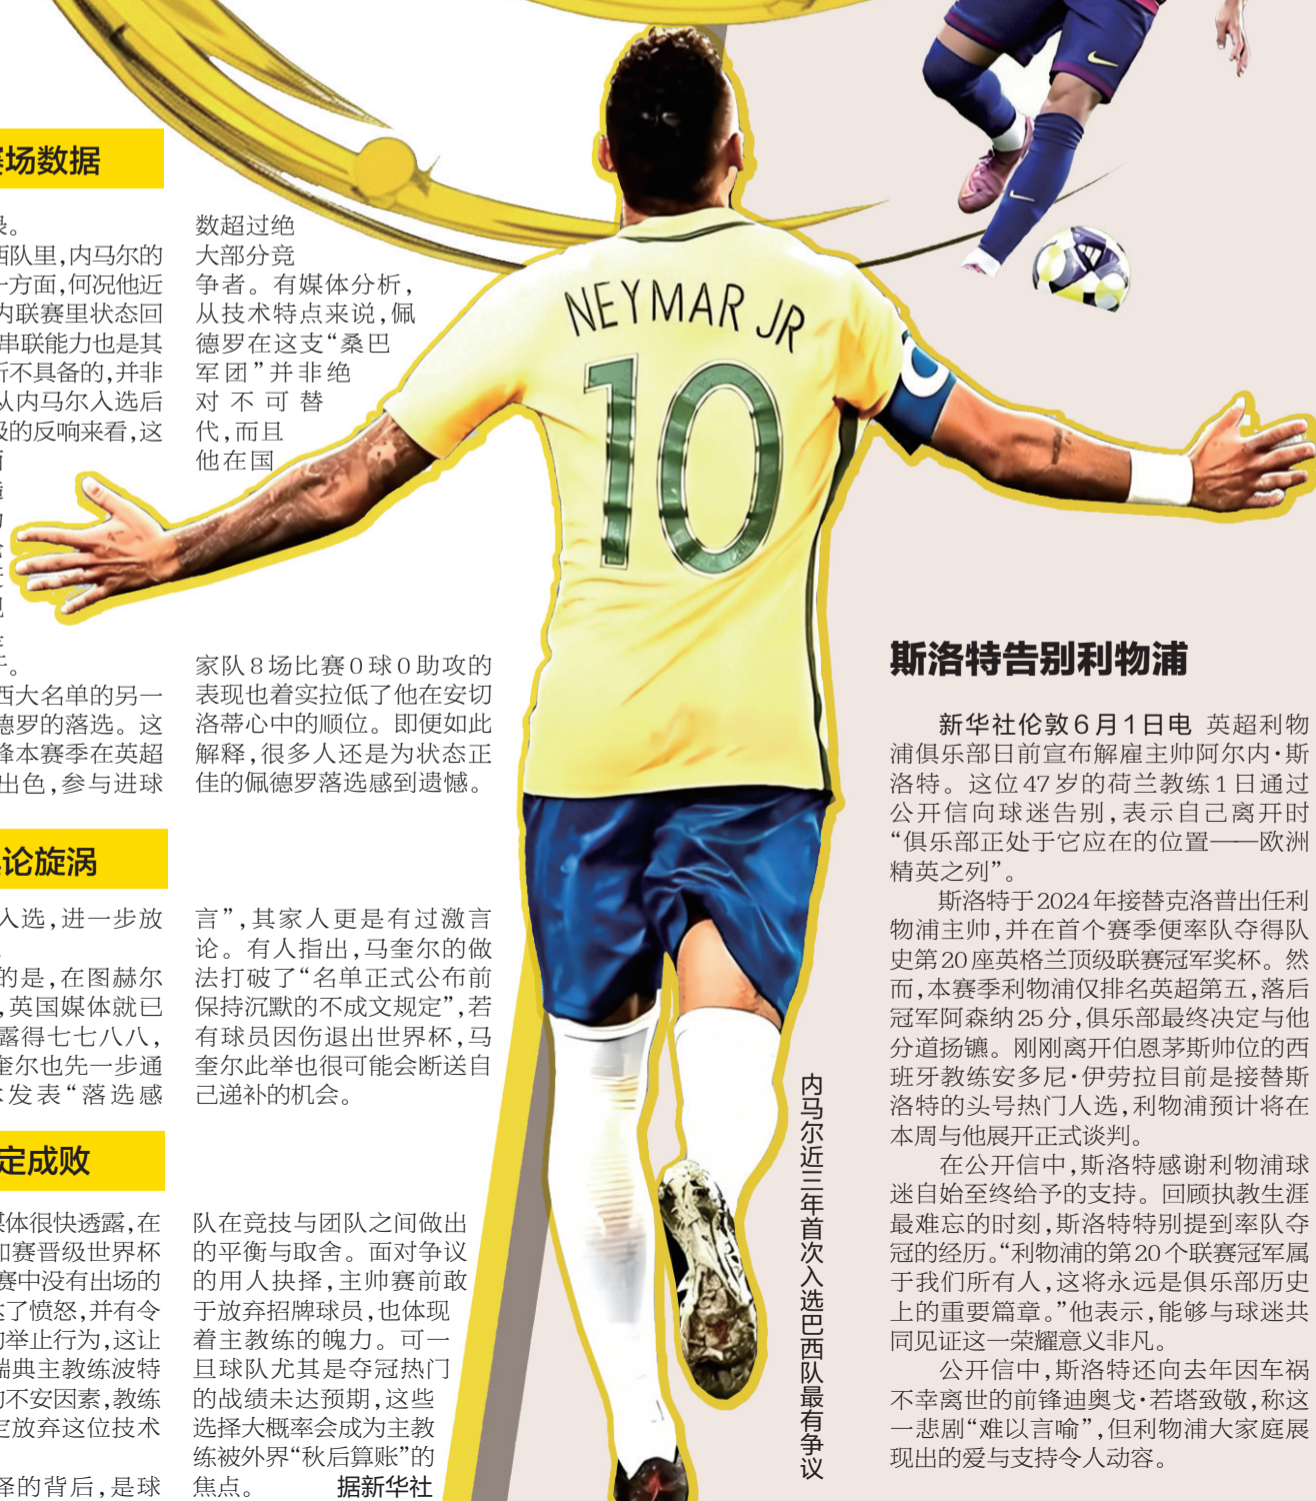 场数据
录。
西队里,内马尔的
一方面,何况他近
内联赛里状态回
串联能力也是其
所不具备的,并非
从内马尔入选后
极的反响来看,这
西大名单的另一
德罗的落选。这
锋本赛季在英超
出色,参与进球
数超过绝
大部分竞
争者。有媒体分析,
从技术特点来说,佩
德罗在这支“桑巴
军团”并非绝
对不可替
代,而且
他在国
家队8场比赛0球0助攻的
表现也着实拉低了他在安切
洛蒂心中的顺位。即便如此
解释,很多人还是为状态正
佳的佩德罗落选感到遗憾。
论旋涡
入选,进一步放
的是,在图赫尔
,英国媒体就已
露得七七八八,
奎尔也先一步通
发表“落选感
言”,其家人更是有过激言
论。有人指出,马奎尔的做
法打破了“名单正式公布前
保持沉默的不成文规定”,若
有球员因伤退出世界杯,马
奎尔此举也很可能会断送自
己递补的机会。
定成败
媒体很快透露,在
加赛晋级世界杯
赛中没有出场的
达了愤怒,并有令
的举止行为,这让
瑞典主教练波特
的不安因素,教练
定放弃这位技术
择的背后,是球
队在竞技与团队之间做出
的平衡与取舍。面对争议
的用人抉择,主帅赛前敢
于放弃招牌球员,也体现
着主教练的魄力。可一
旦球队尤其是夺冠热门
的战绩未达预期,这些
选择大概率会成为主教
练被外界“秋后算账”的
焦点。 据新华社
NEYMAR JR
10
内马尔近三年首次入选巴西队最有争议
斯洛特告别利物浦
新华社伦敦6月1日电 英超利物
浦俱乐部日前宣布解雇主帅阿尔内·斯
洛特。这位47岁的荷兰教练1日通过
公开信向球迷告别,表示自己离开时
“俱乐部正处于它应在的位置——欧洲
精英之列”。
斯洛特于2024年接替克洛普出任利
物浦主帅,并在首个赛季便率队夺得队
史第20座英格兰顶级联赛冠军奖杯。然
而,本赛季利物浦仅排名英超第五,落后
冠军阿森纳25分,俱乐部最终决定与他
分道扬镳。刚刚离开伯恩茅斯帅位的西
班牙教练安多尼·伊劳拉目前是接替斯
洛特的头号热门人选,利物浦预计将在
本周与他展开正式谈判。
在公开信中,斯洛特感谢利物浦球
迷自始至终给予的支持。回顾执教生涯
最难忘的时刻,斯洛特特别提到率队夺
冠的经历。“利物浦的第20个联赛冠军属
于我们所有人,这将永远是俱乐部历史
上的重要篇章。”他表示,能够与球迷共
同见证这一荣耀意义非凡。
公开信中,斯洛特还向去年因车祸
不幸离世的前锋迪奥戈·若塔致敬,称这
一悲剧“难以言喻”,但利物浦大家庭展
现出的爱与支持令人动容。